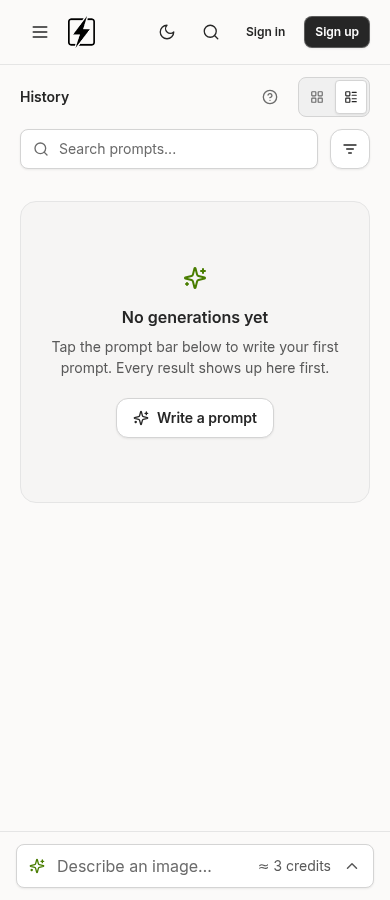 Sign in
Sign up
History
Search prompts...
No generations yet
Tap the prompt bar below to write your first
prompt. Every result shows up here first.
Write a prompt
Describe an image...
≈ 3 credits